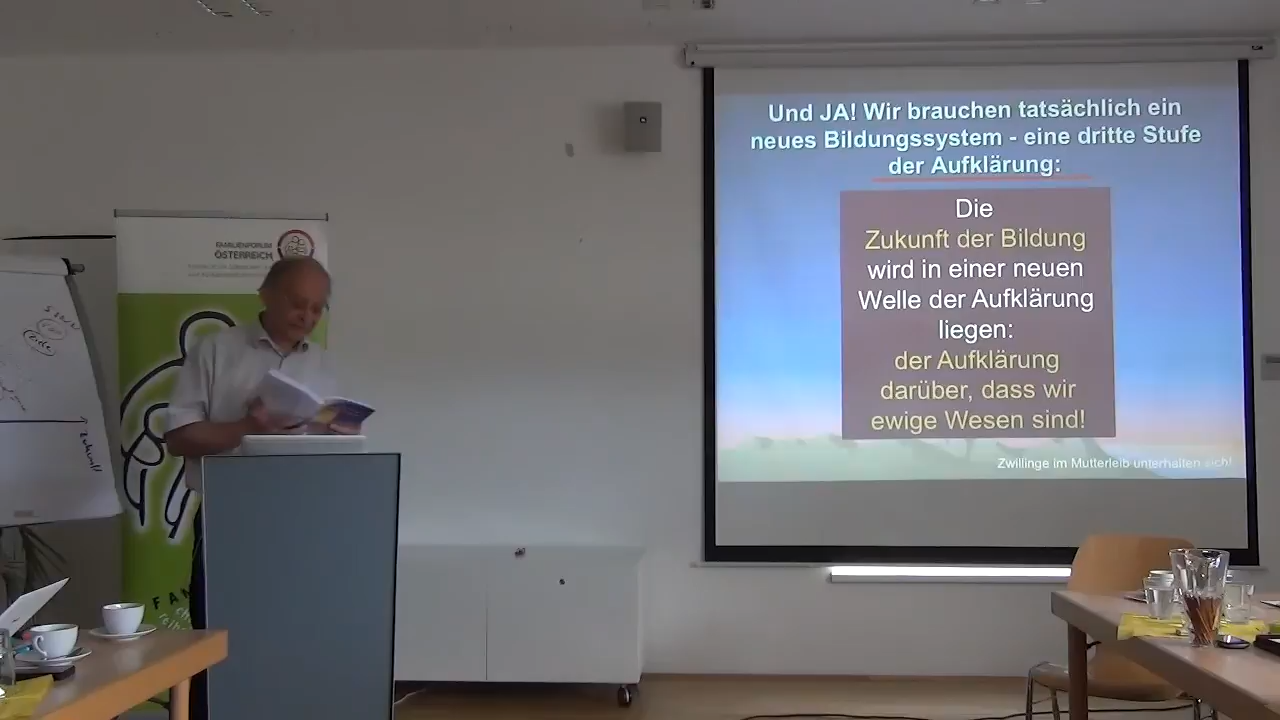 Und JA! Wir brauchen tatsächlich ein
neues Bildungssystem - eine dritte Stufe
der Aufklärung:
Die
Zukunft der Bildung
wird in einer neuen
Welle der Aufklärung
liegen:
der Aufklärung
darüber, dass wir
ewige Wesen sind!
Zwillinge im Mutterleib unterhalten sich!
FAMILIENFORUM
ÖSTERREICH
Zukunft